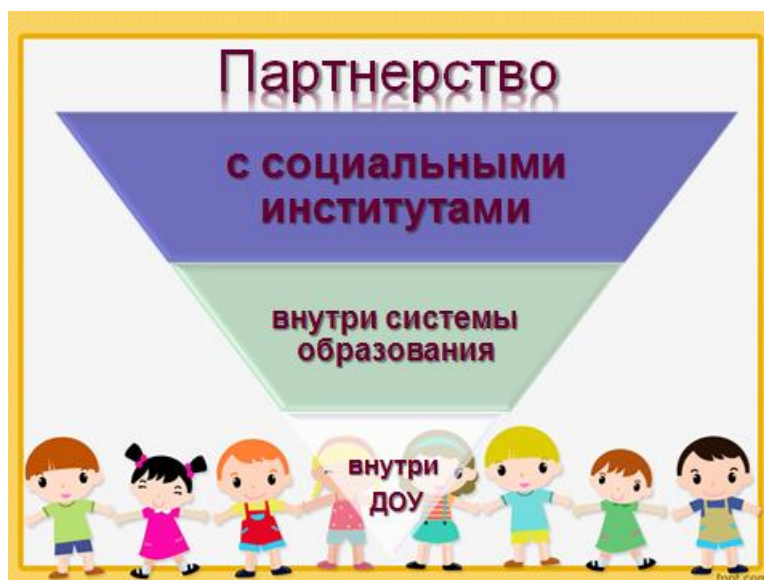 Партнерство
с социальными
институтами
внутри системы
образования
внутри
ДОУ